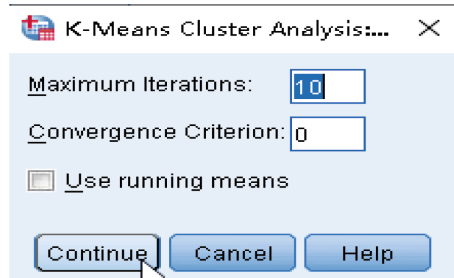 K-Means Cluster Analysis:...
Maximum Iterations: 10
Convergence Criterion: 0
Use running means
Continue Cancel Help